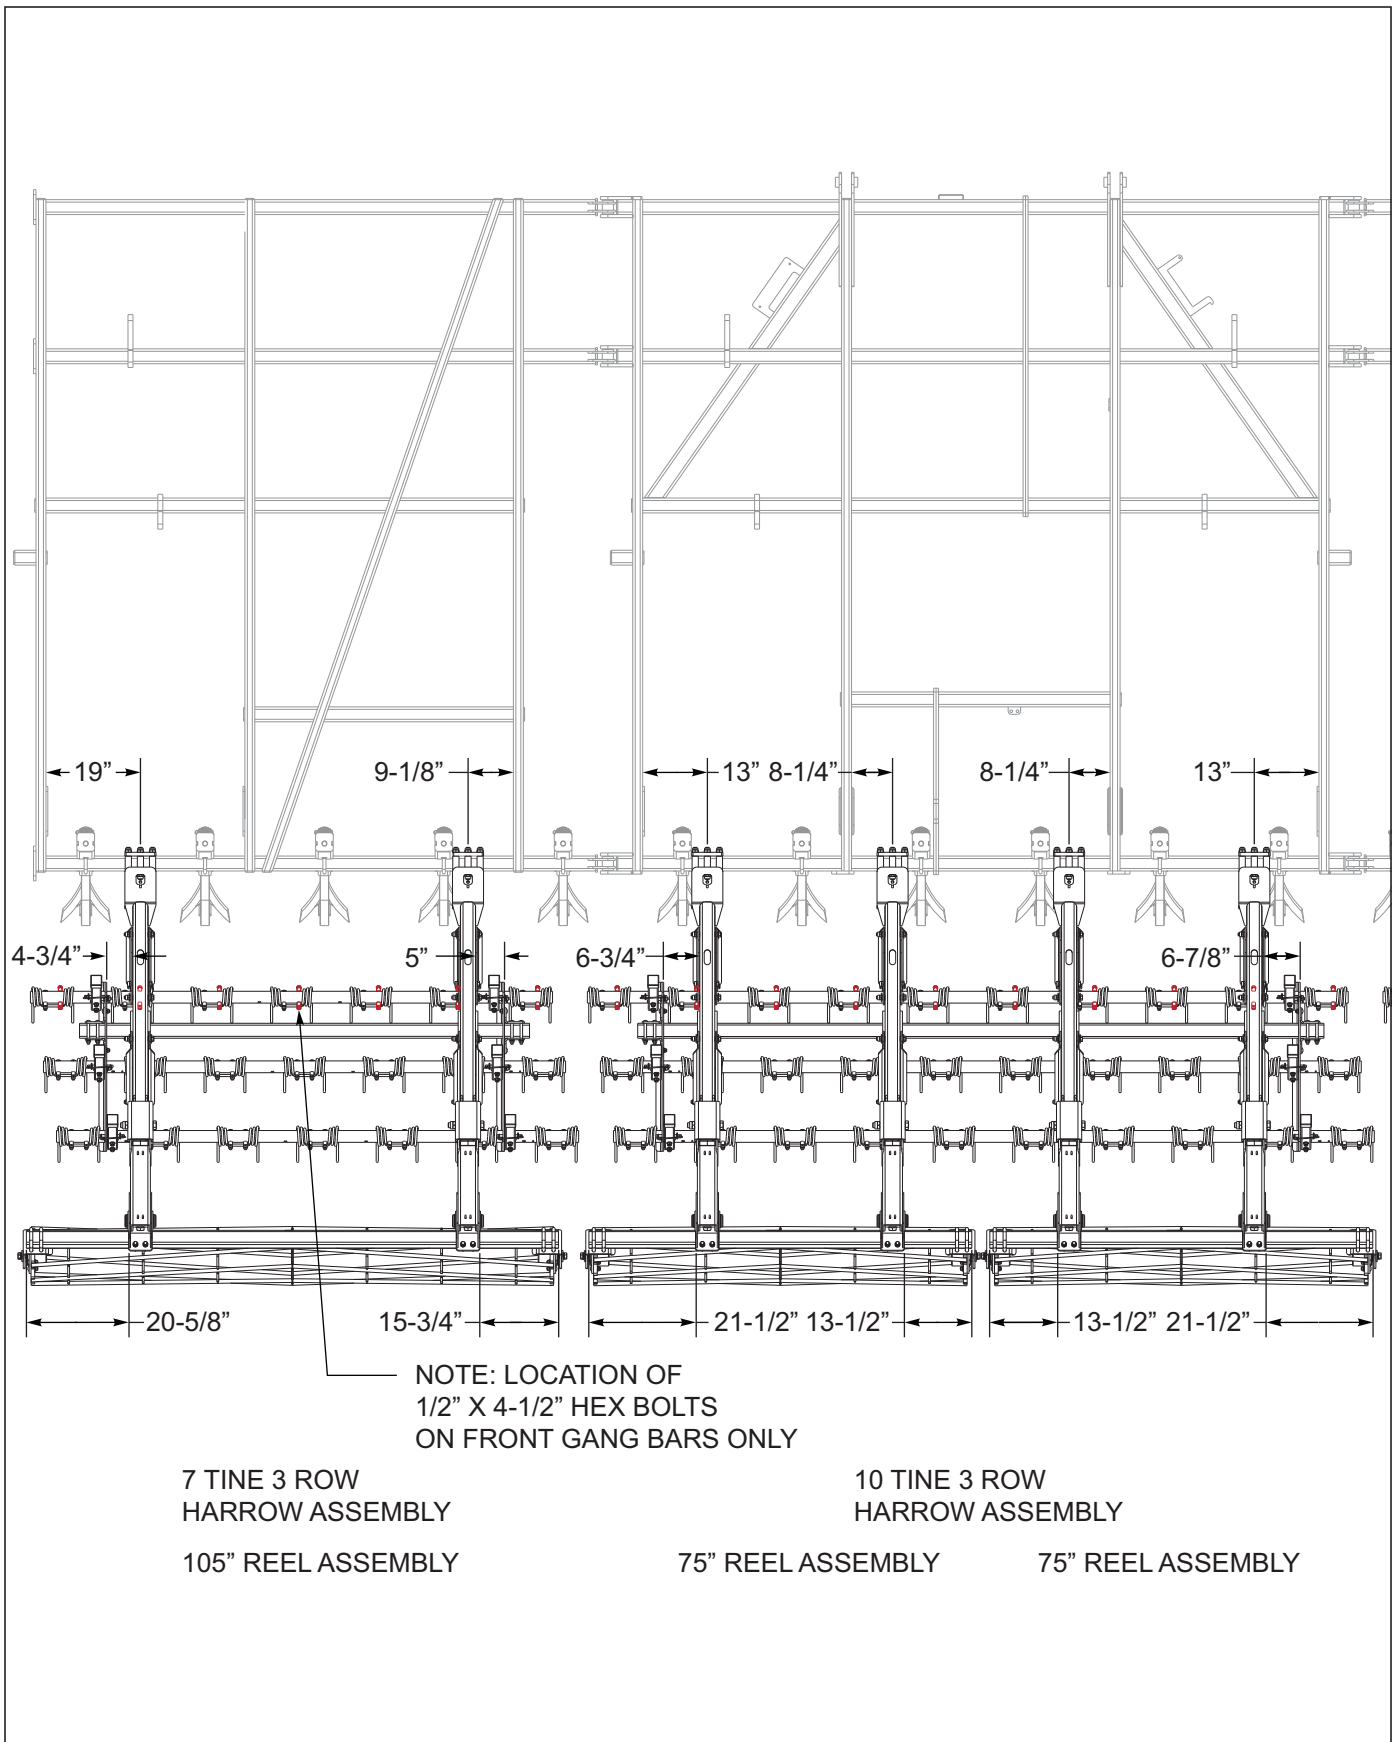 19” 9-1/8” 13” 8-1/4” 8-1/4” 13”
4-3/4” 5” 6-3/4” 6-7/8”
20-5/8” 15-3/4” 21-1/2” 13-1/2” 13-1/2” 21-1/2”
NOTE: LOCATION OF
1/2” X 4-1/2” HEX BOLTS
ON FRONT GANG BARS ONLY
7 TINE 3 ROW
HARROW ASSEMBLY
105” REEL ASSEMBLY
10 TINE 3 ROW
HARROW ASSEMBLY
75” REEL ASSEMBLY 75” REEL ASSEMBLY